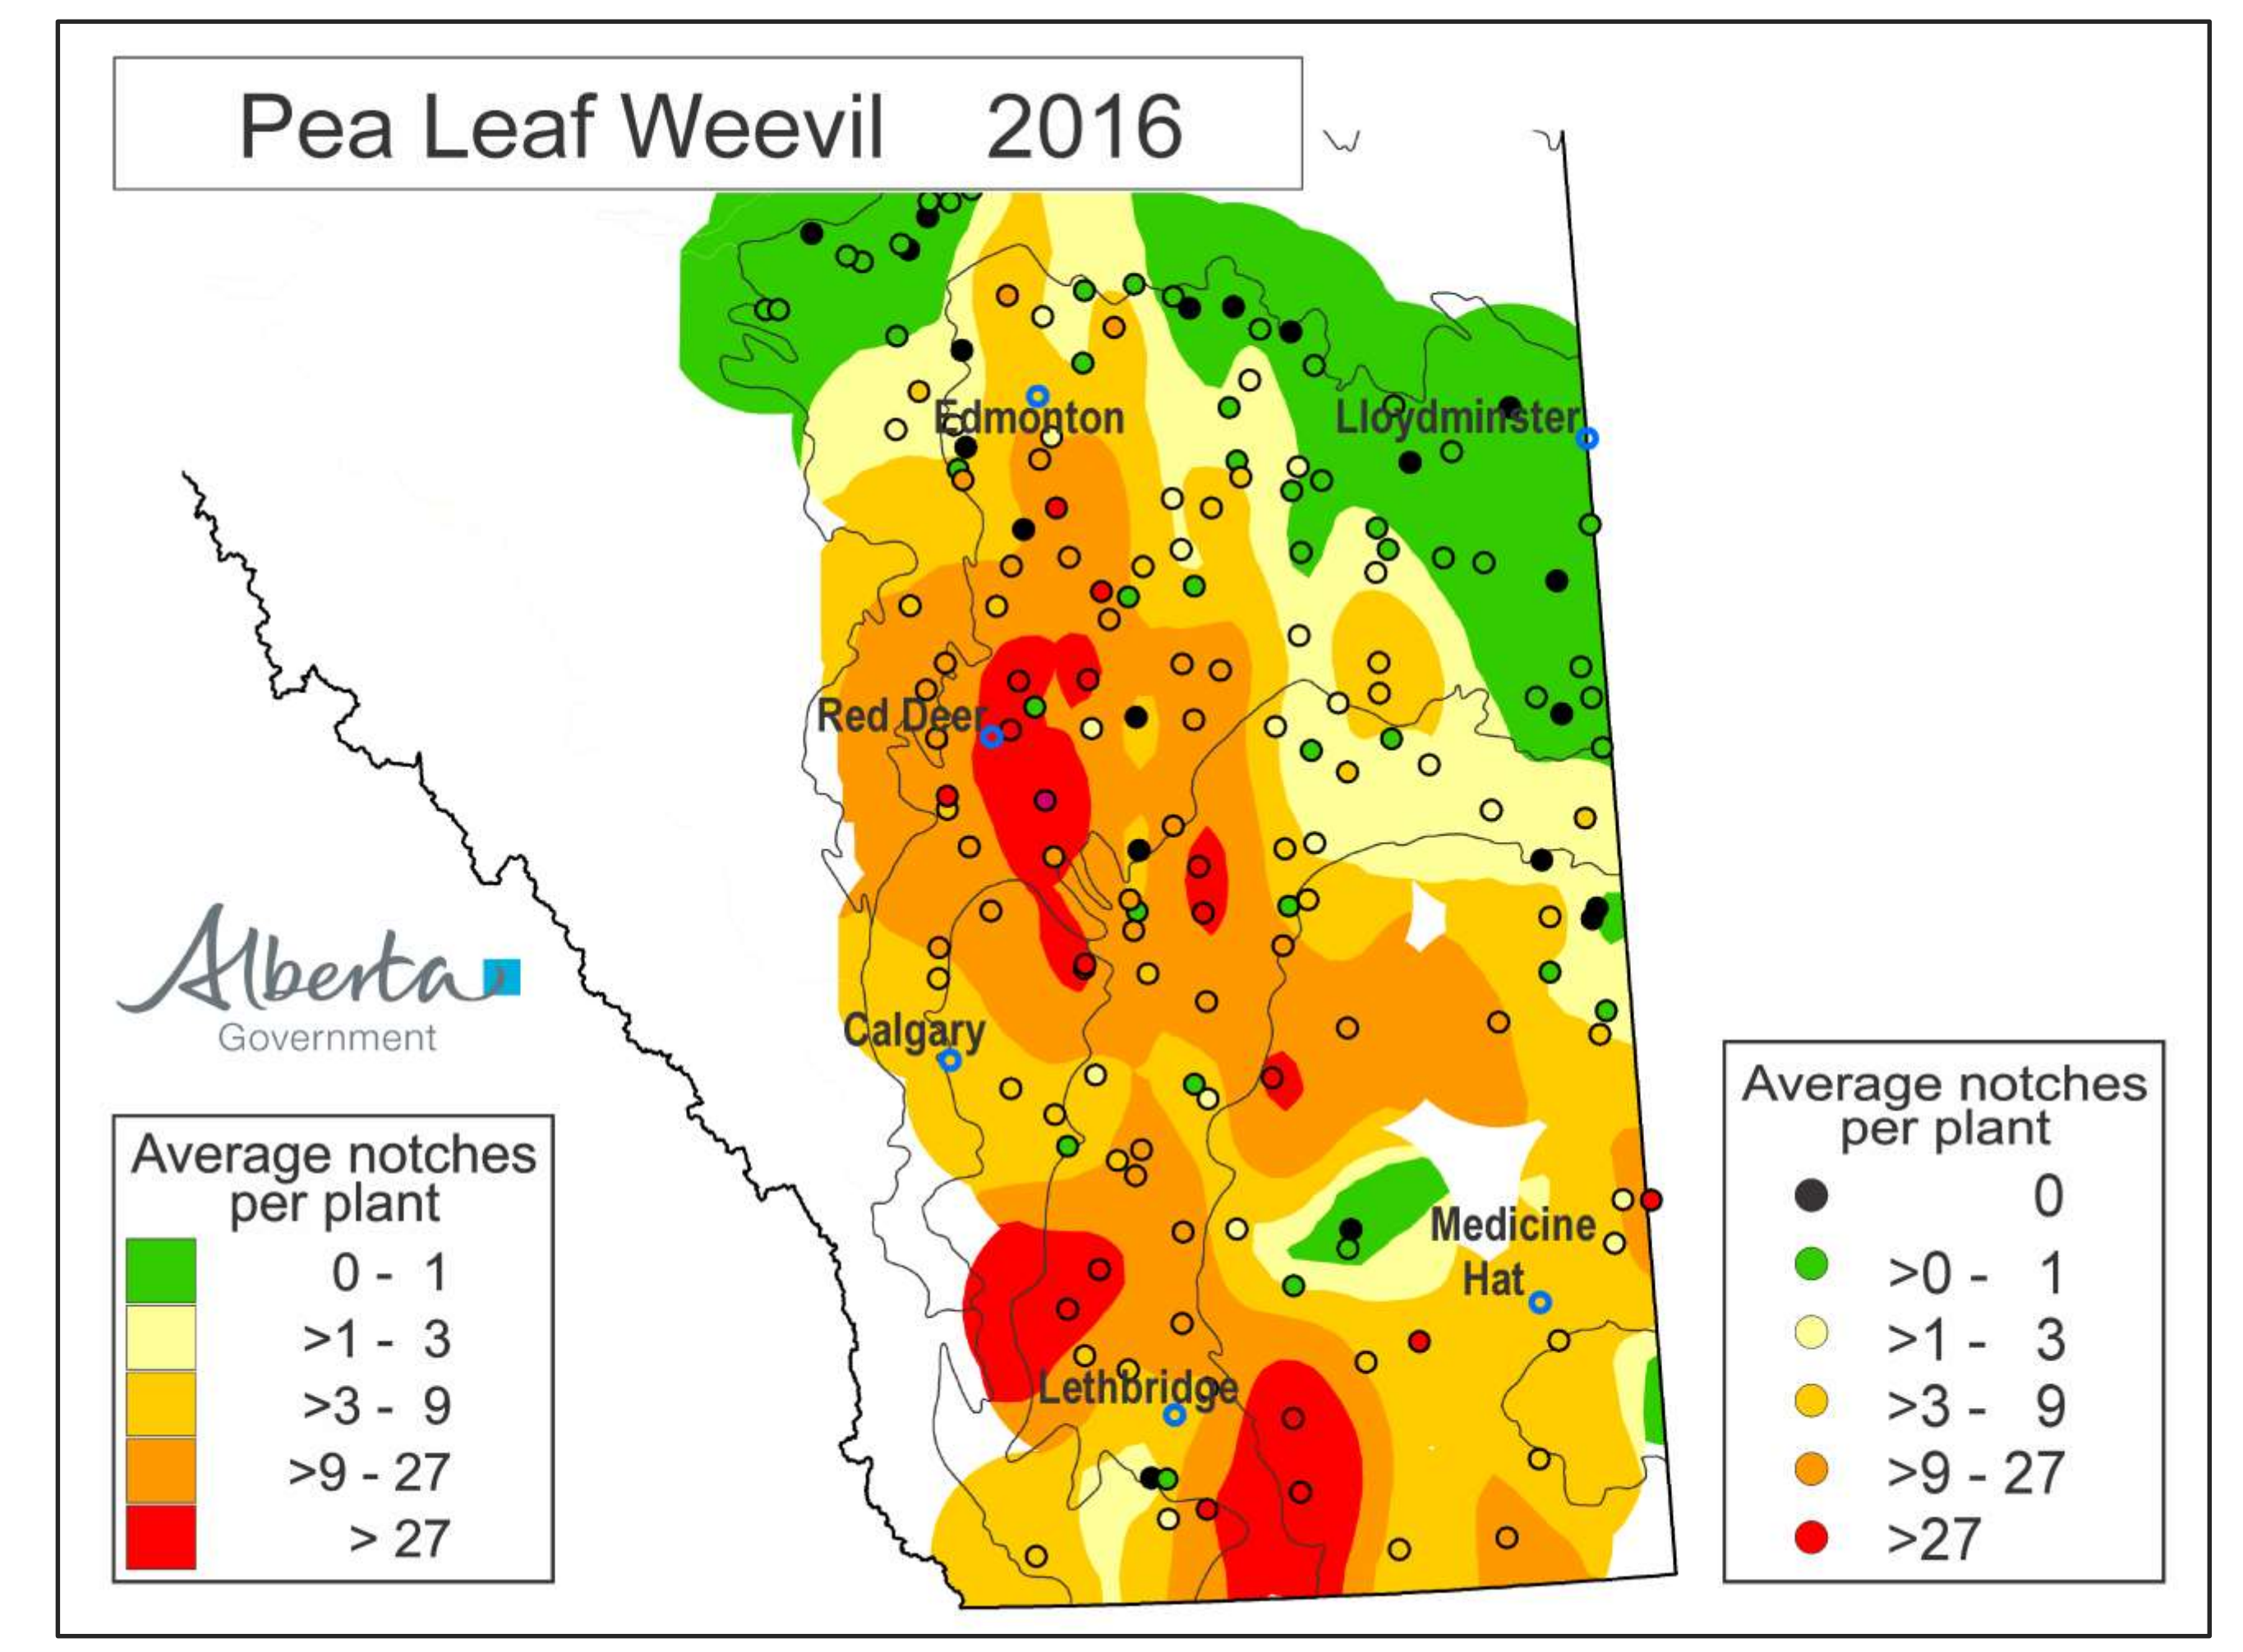 Pea Leaf Weevil 2016
Edmonton
Lloydminster
Red Deer
Alberta
Government
Calgary
Medicine
Hat
Lethbridge
Average notches
per plant
0 - 1
>1 - 3
>3 - 9
>9 - 27
> 27
Average notches
per plant
0
>0 - 1
>1 - 3
>3 - 9
>9 - 27
>27